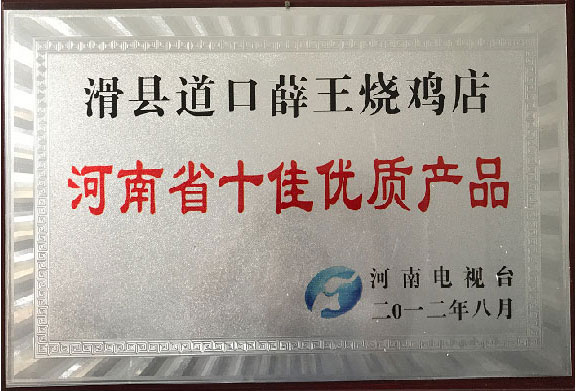 滑县道口薛王烧鸡店
河南省十佳优质产品
河南电视台
二0一二年八月